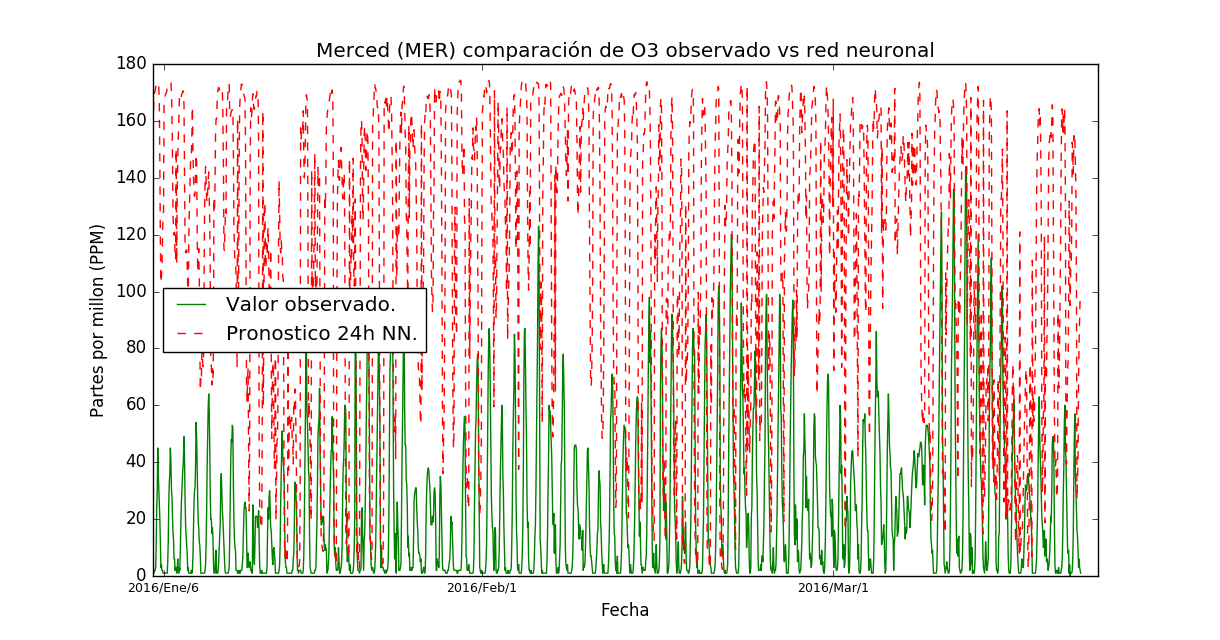 Merced (MER) comparación de O3 observado vs red neuronal
180
160
140
120
100
80
60
40
20
0
Partes por millon (PPM)
Valor observado.
Pronostico 24h NN.
2016/Ene/6
2016/Feb/1
2016/Mar/1
Fecha